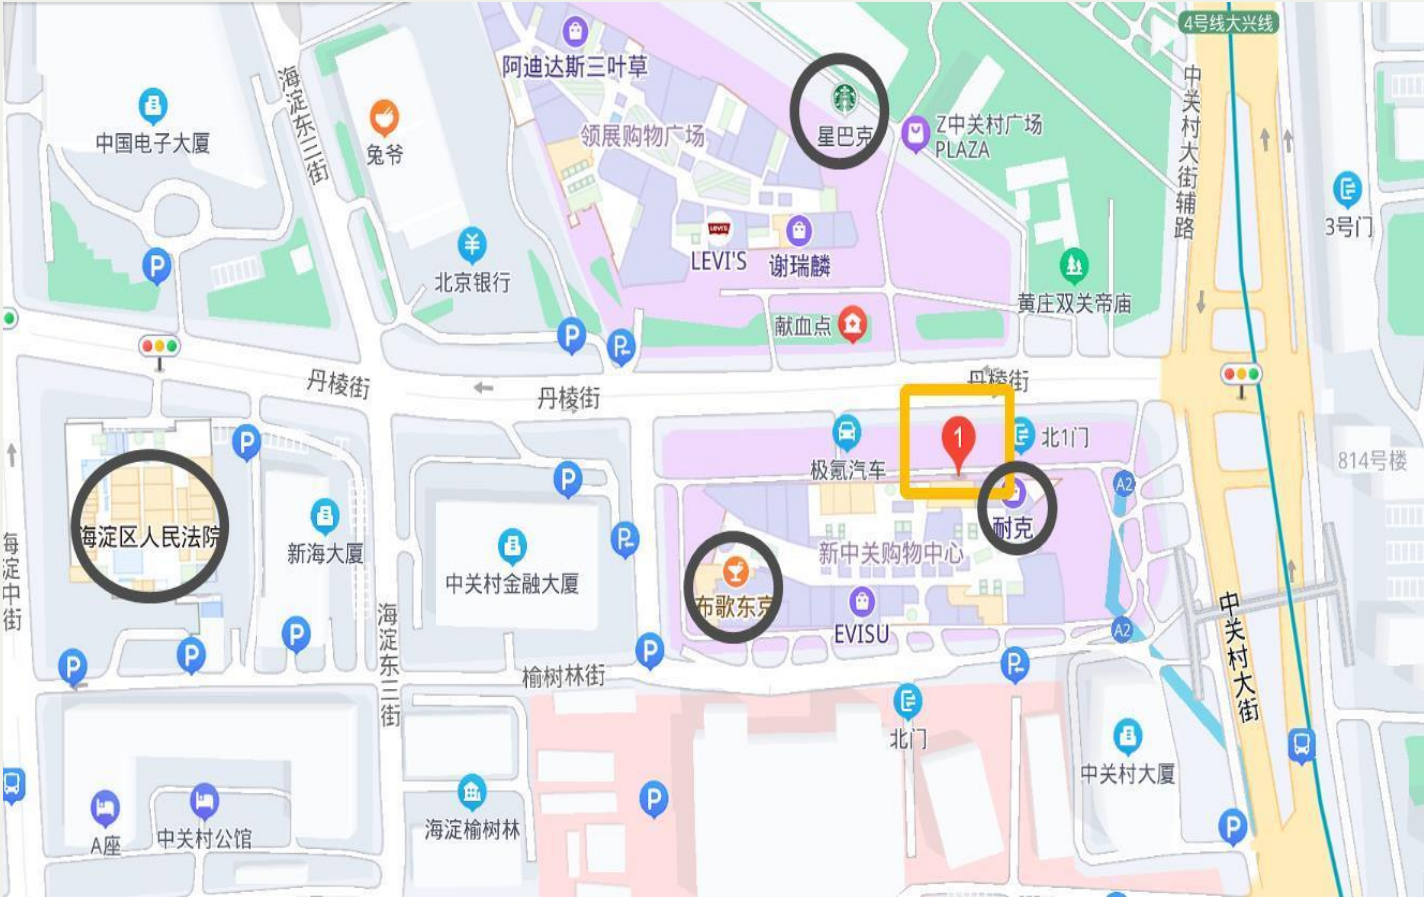 4号线大兴线
阿迪达斯三叶草
海淀东三街
中国电子大厦
兔爷
领展购物广场
星巴克
Z中关村广场
PLAZA
中关村大街辅路
3号门
P
北京银行
LEVI'S
LEVI'S
谢瑞麟
黄庄双关帝庙
献血点
P
P
丹棱街
丹棱街
丹棱街
1
北1门
P
极氪汽车
814号楼
P
A2
海淀中街
海淀区人民法院
新海大厦
中关村金融大厦
P
新中关购物中心
耐克
布歌东京
EVISU
A2
海淀东三街
P
P
P
P
P
榆树林街
中关村大街
北门
中关村大厦
P
P
A座
中关村公馆
海淀榆树林